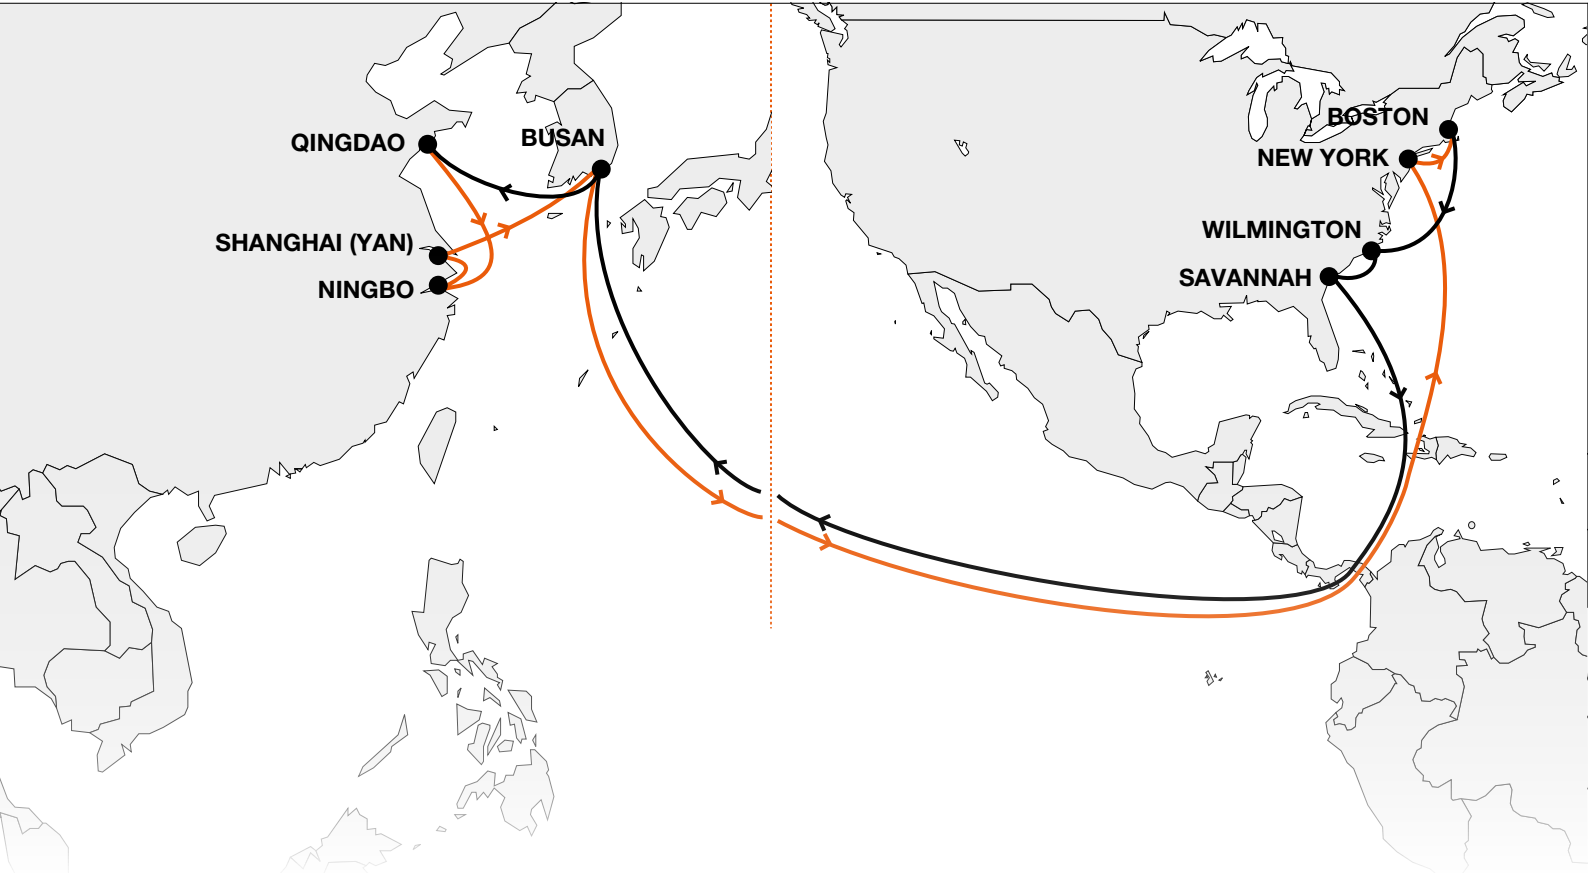 QINGDAO
BUSAN
SHANGHAI (YAN)
NINGBO
BOSTON
NEW YORK
WILMINGTON
SAVANNAH